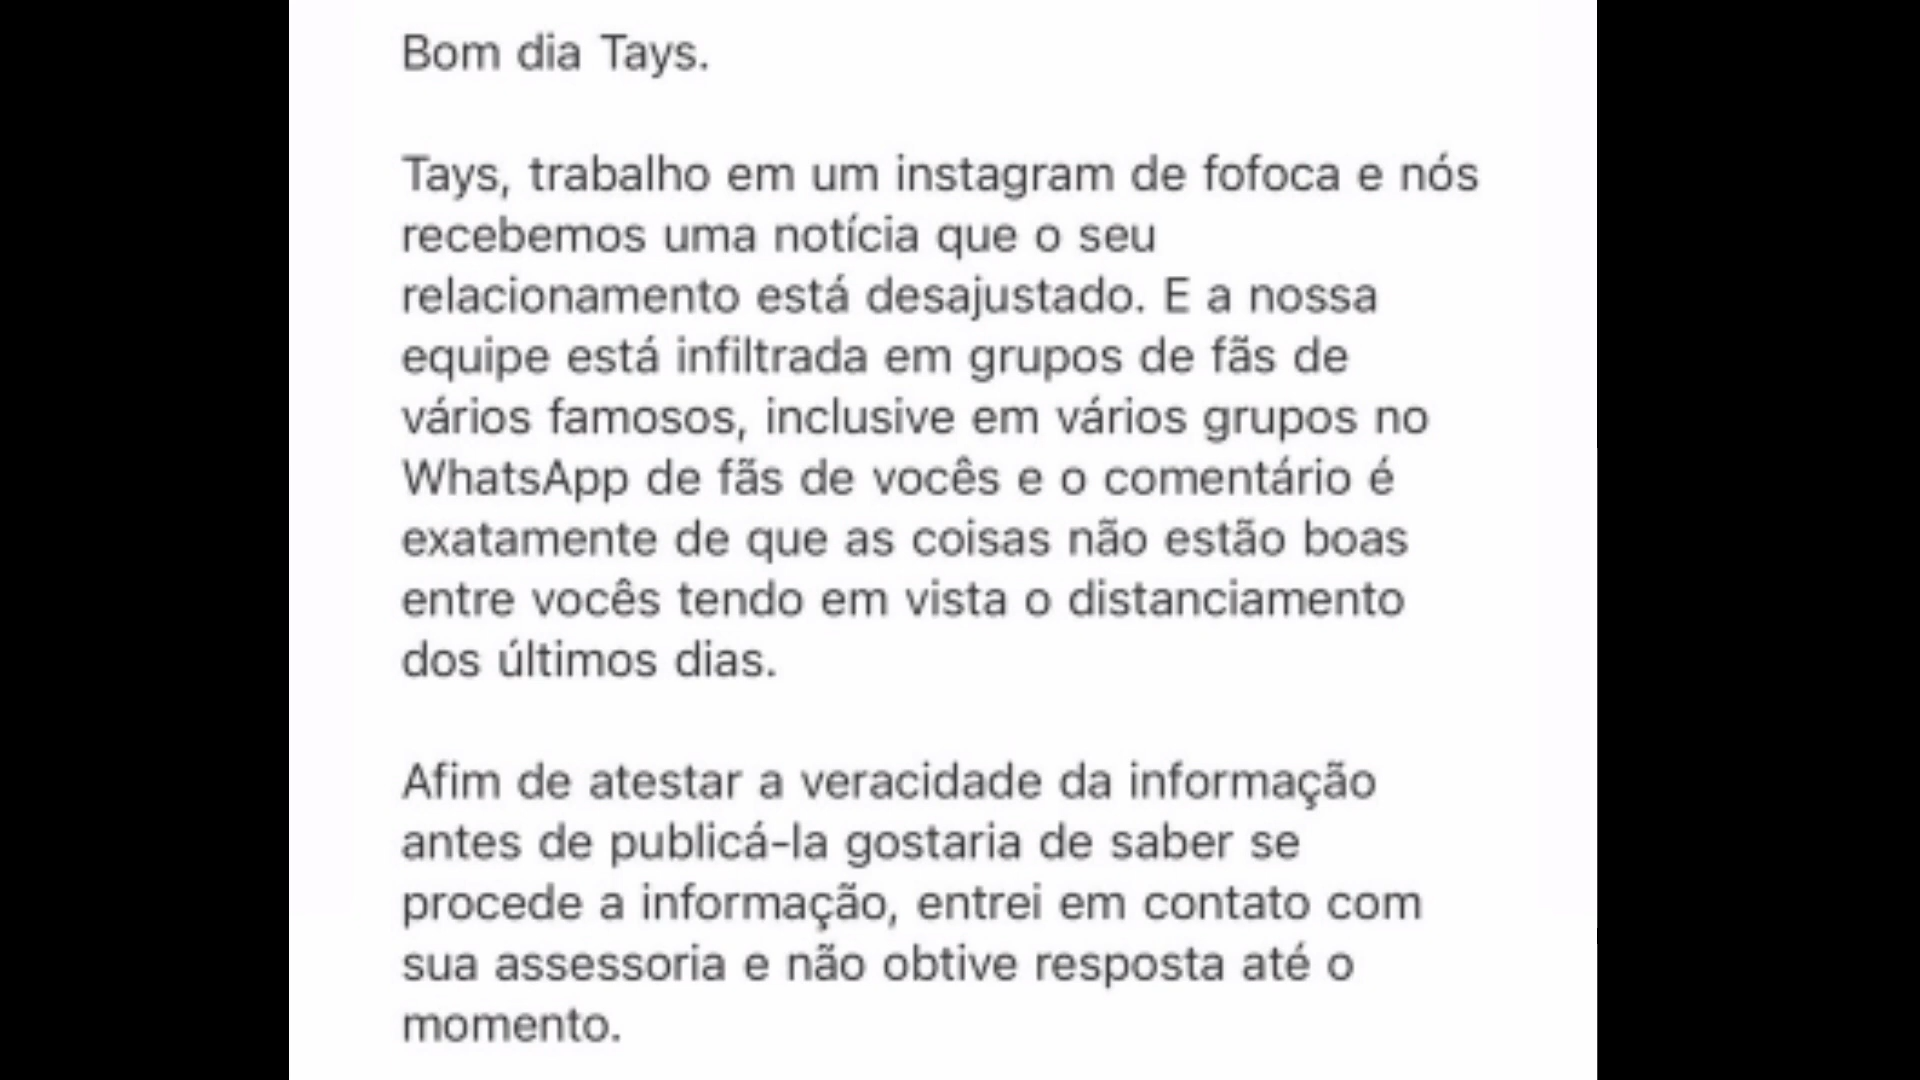 Bom dia Tays.
Tays, trabalho em um instagram de fofoca e nós
recebemos uma notícia que o seu
relacionamento está desajustado. E a nossa
equipe está infiltrada em grupos de fãs de
vários famosos, inclusive em vários grupos no
WhatsApp de fãs de vocês e o comentário é
exatamente de que as coisas não estão boas
entre vocês tendo em vista o distanciamento
dos últimos dias.
Afim de atestar a veracidade da informação
antes de publicá-la gostaria de saber se
procede a informação, entrei em contato com
sua assessoria e não obtive resposta até o
momento.